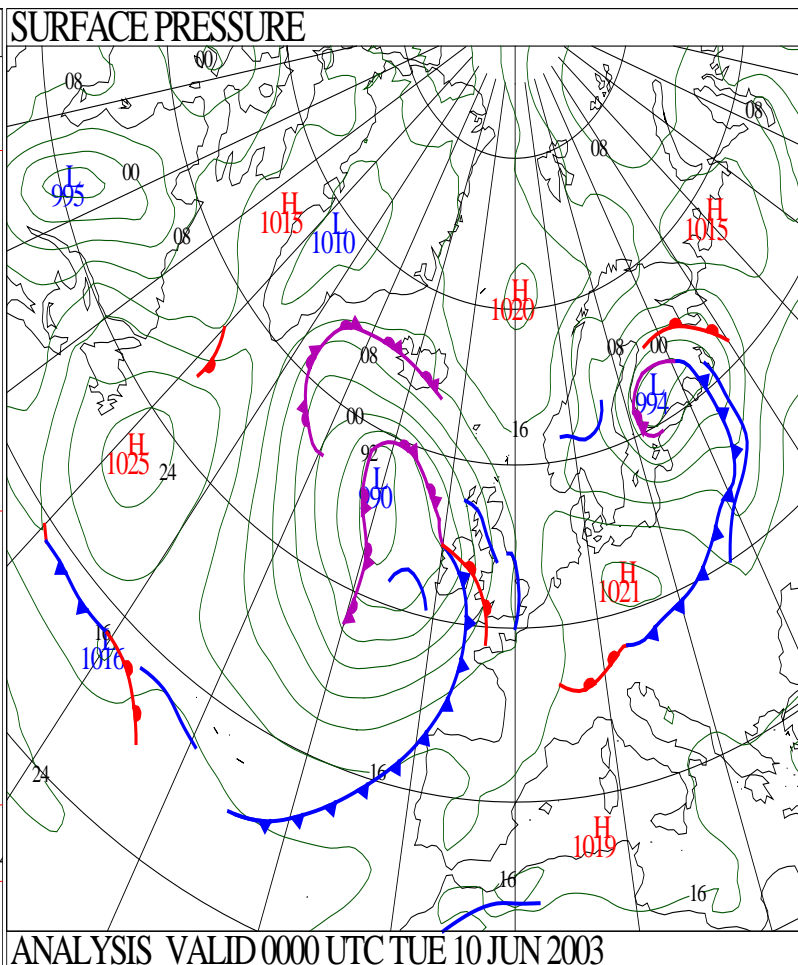 SURFACE PRESSURE
00
08
08
08
00
L
995
H
1015
H
1015
L
1010
08
H
1020
08
08
00
L
994
00
16
92
H
1025
24
L
990
H
1021
16
L
1016
24
16
H
1019
16
16
ANALYSIS VALID 0000 UTC TUE 10 JUN 2003